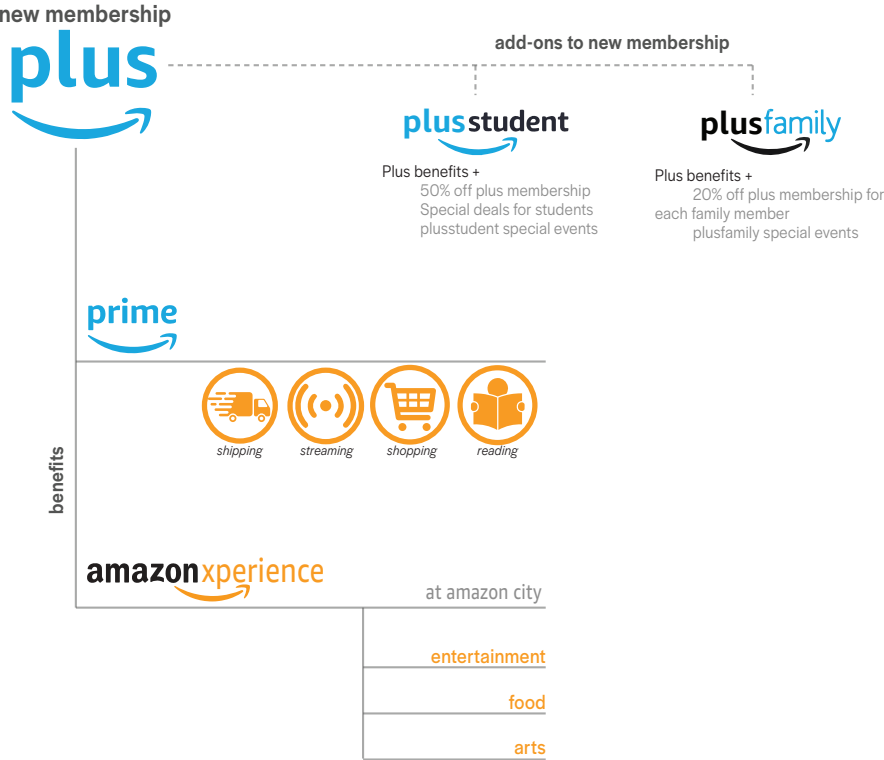 new membership
plus
add-ons to new membership
plusstudent
Plus benefits +
50% off plus membership
Special deals for students
plusstudent special events
plusfamily
Plus benefits +
20% off plus membership for
each family member
plusfamily special events
prime
shipping
streaming
shopping
reading
benefits
amazonxperience
at amazon city
entertainment
food
arts